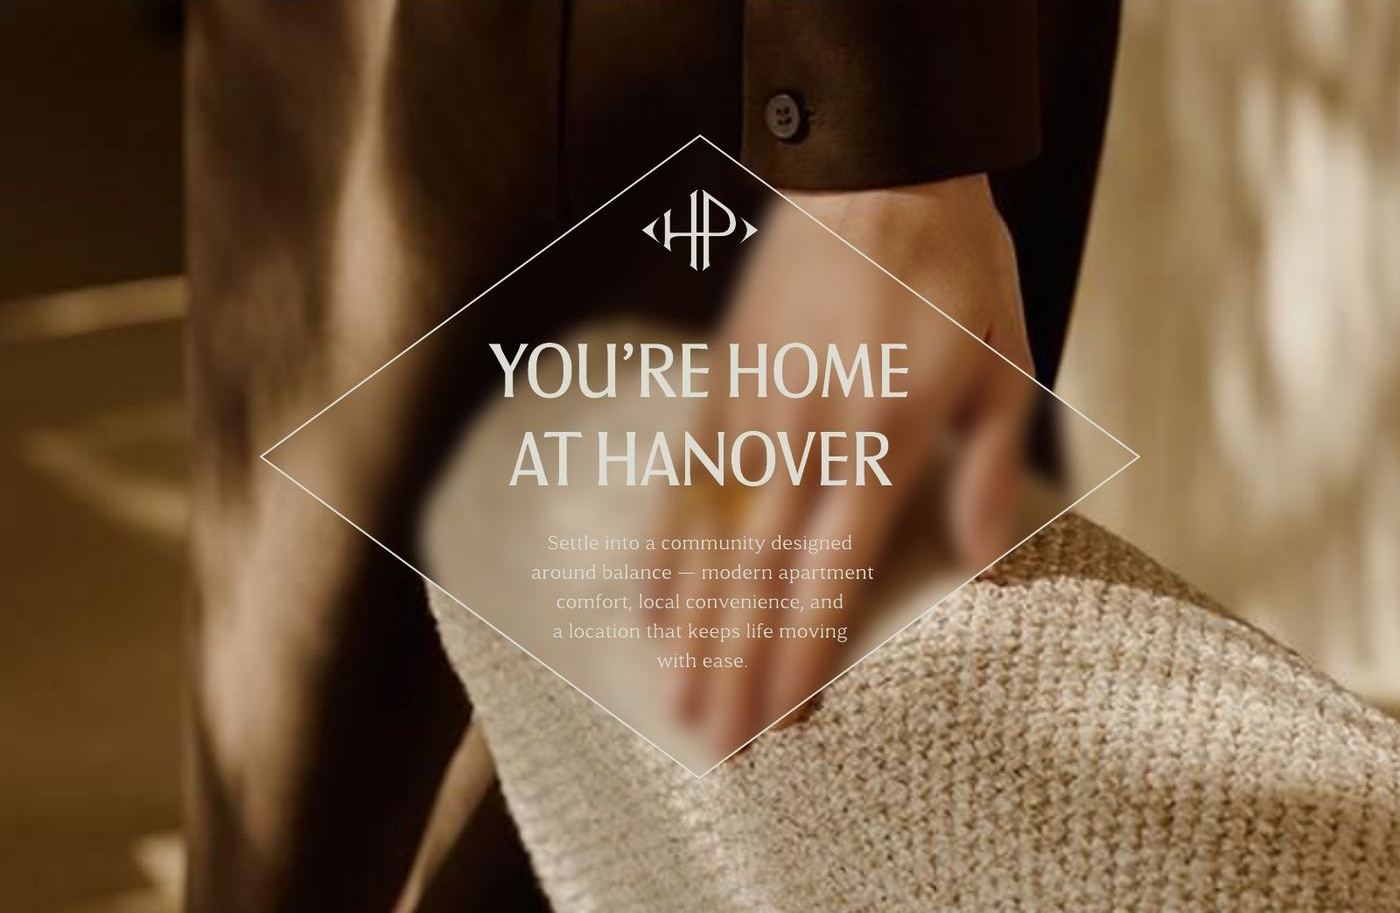 HP
YOU’RE HOME
AT HANOVER
Settle into a community designed
around balance — modern apartment
comfort, local convenience, and
a location that keeps life moving
with ease.